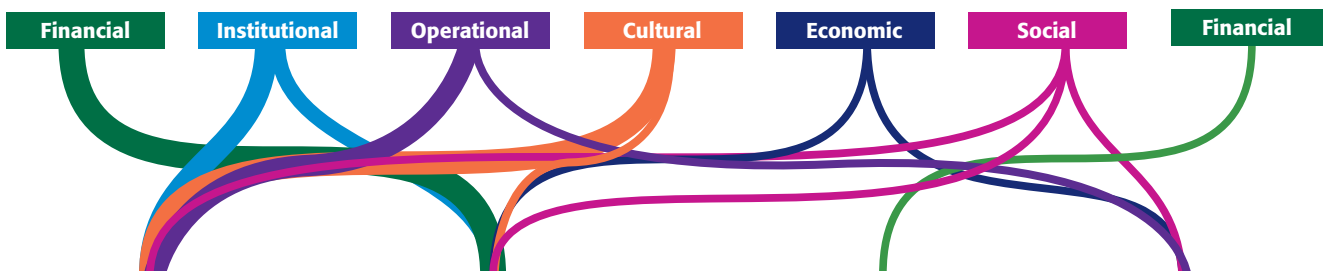 Financial
Institutional
Operational
Cultural
Economic
Social
Financial